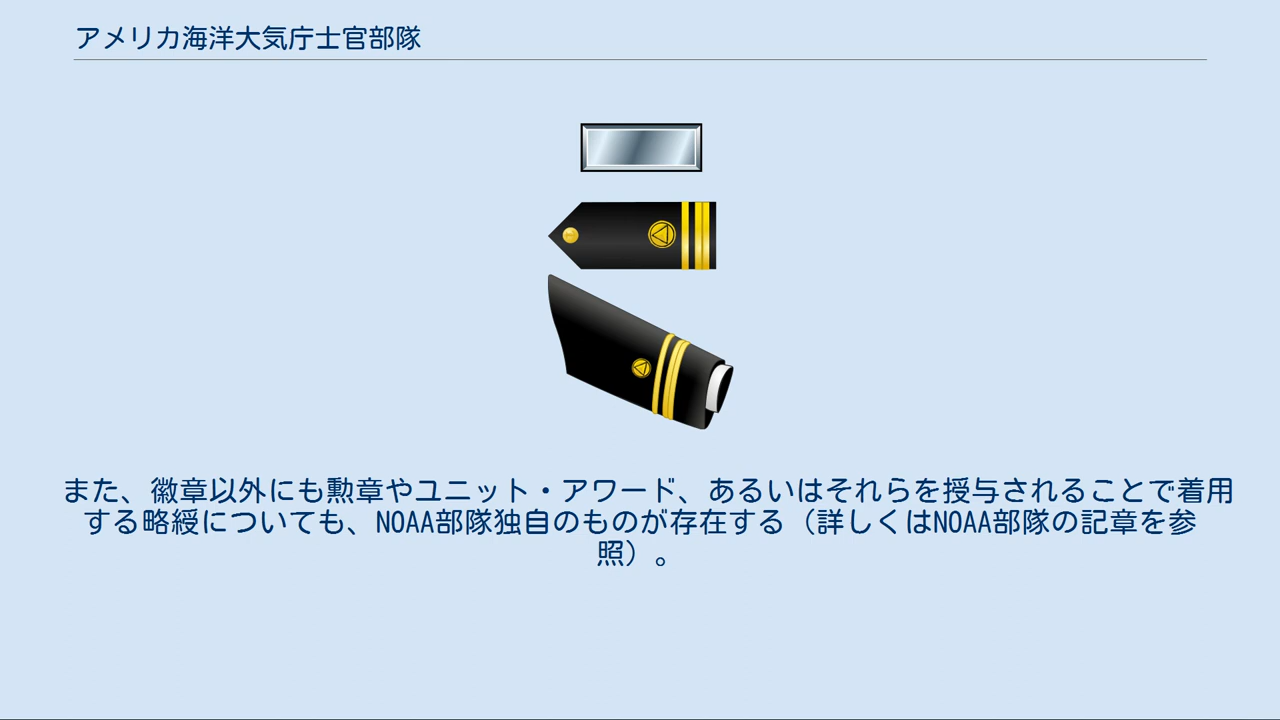 アメリカ海洋大気庁士官部隊
また、徽章以外にも勲章やユニット・アワード、あるいはそれらを授与されることで着用
する略綬についても、NOAA部隊独自のものが存在する（詳しくはNOAA部隊の記章を参
照）。